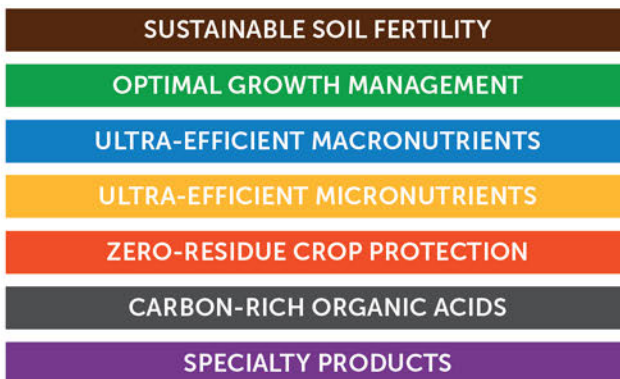 SUSTAINABLE SOIL FERTILITY
OPTIMAL GROWTH MANAGEMENT
ULTRA-EFFICIENT MACRONUTRIENTS
ULTRA-EFFICIENT MICRONUTRIENTS
ZERO-RESIDUE CROP PROTECTION
CARBON-RICH ORGANIC ACIDS
SPECIALTY PRODUCTS